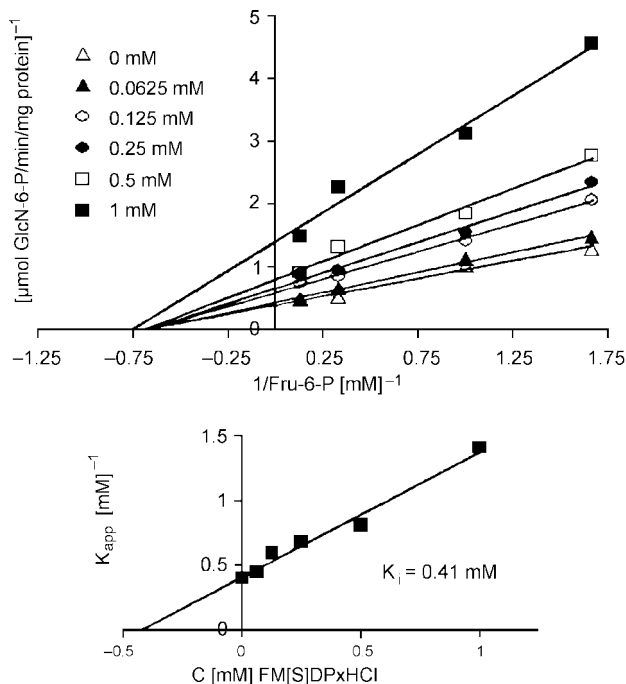 [µmol GlcN-6-P/min/mg protein]⁻¹
5
4
3
2
1
0
△ 0 mM
▲ 0.0625 mM
○ 0.125 mM
● 0.25 mM
□ 0.5 mM
■ 1 mM
–1.25 –0.75 –0.25 0.25 0.75 1.25 1.75
1/Fru-6-P [mM]⁻¹
K app [mM]⁻¹
1.5
1
0.5
0
K i = 0.41 mM
–0.5 0 0.5 1
C [mM] FM[S]DPxHCl